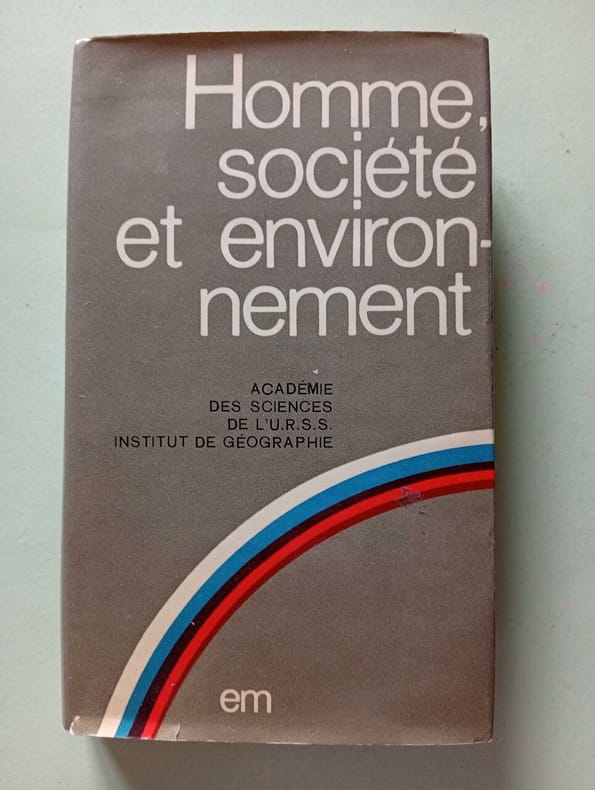 Homme,
société
et environ-
nement
ACADÉMIE
DES SCIENCES
DE L'U.R.S.S.
INSTITUT DE GÉOGRAPHIE
em